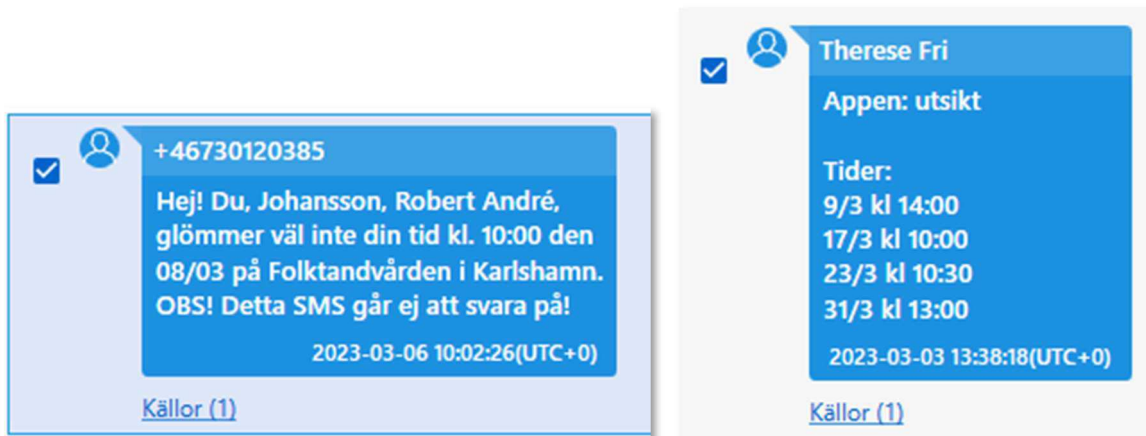 +46730120385
Hej! Du, Johansson, Robert André,
glömmer väl inte din tid kl. 10:00 den
08/03 på Folktandvården i Karlshamn.
OBS! Detta SMS går ej att svara på!
2023-03-06 10:02:26(UTC+0)
Källor (1)
Therese Fri
Appen: utsikt
Tider:
9/3 kl 14:00
17/3 kl 10:00
23/3 kl 10:30
31/3 kl 13:00
2023-03-03 13:38:18(UTC+0)
Källor (1)